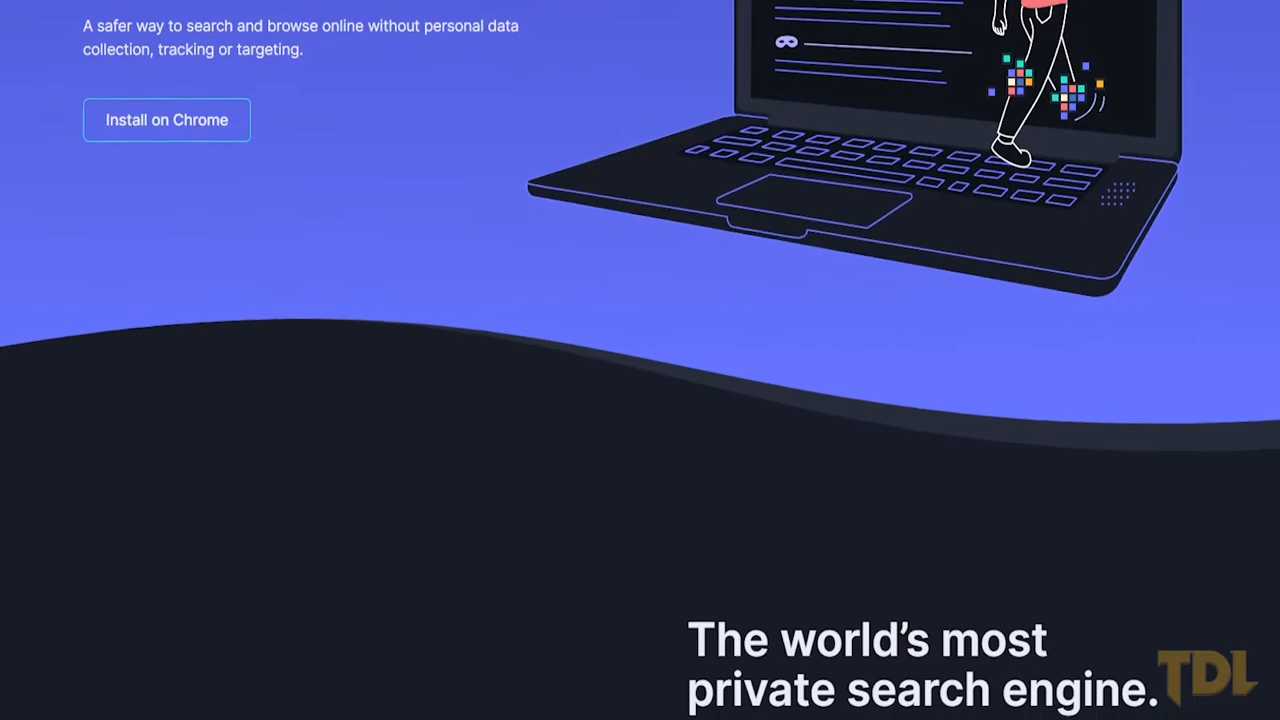 A safer way to search and browse online without personal data
collection, tracking or targeting.
Install on Chrome
The world’s most
private search engine.
TDL